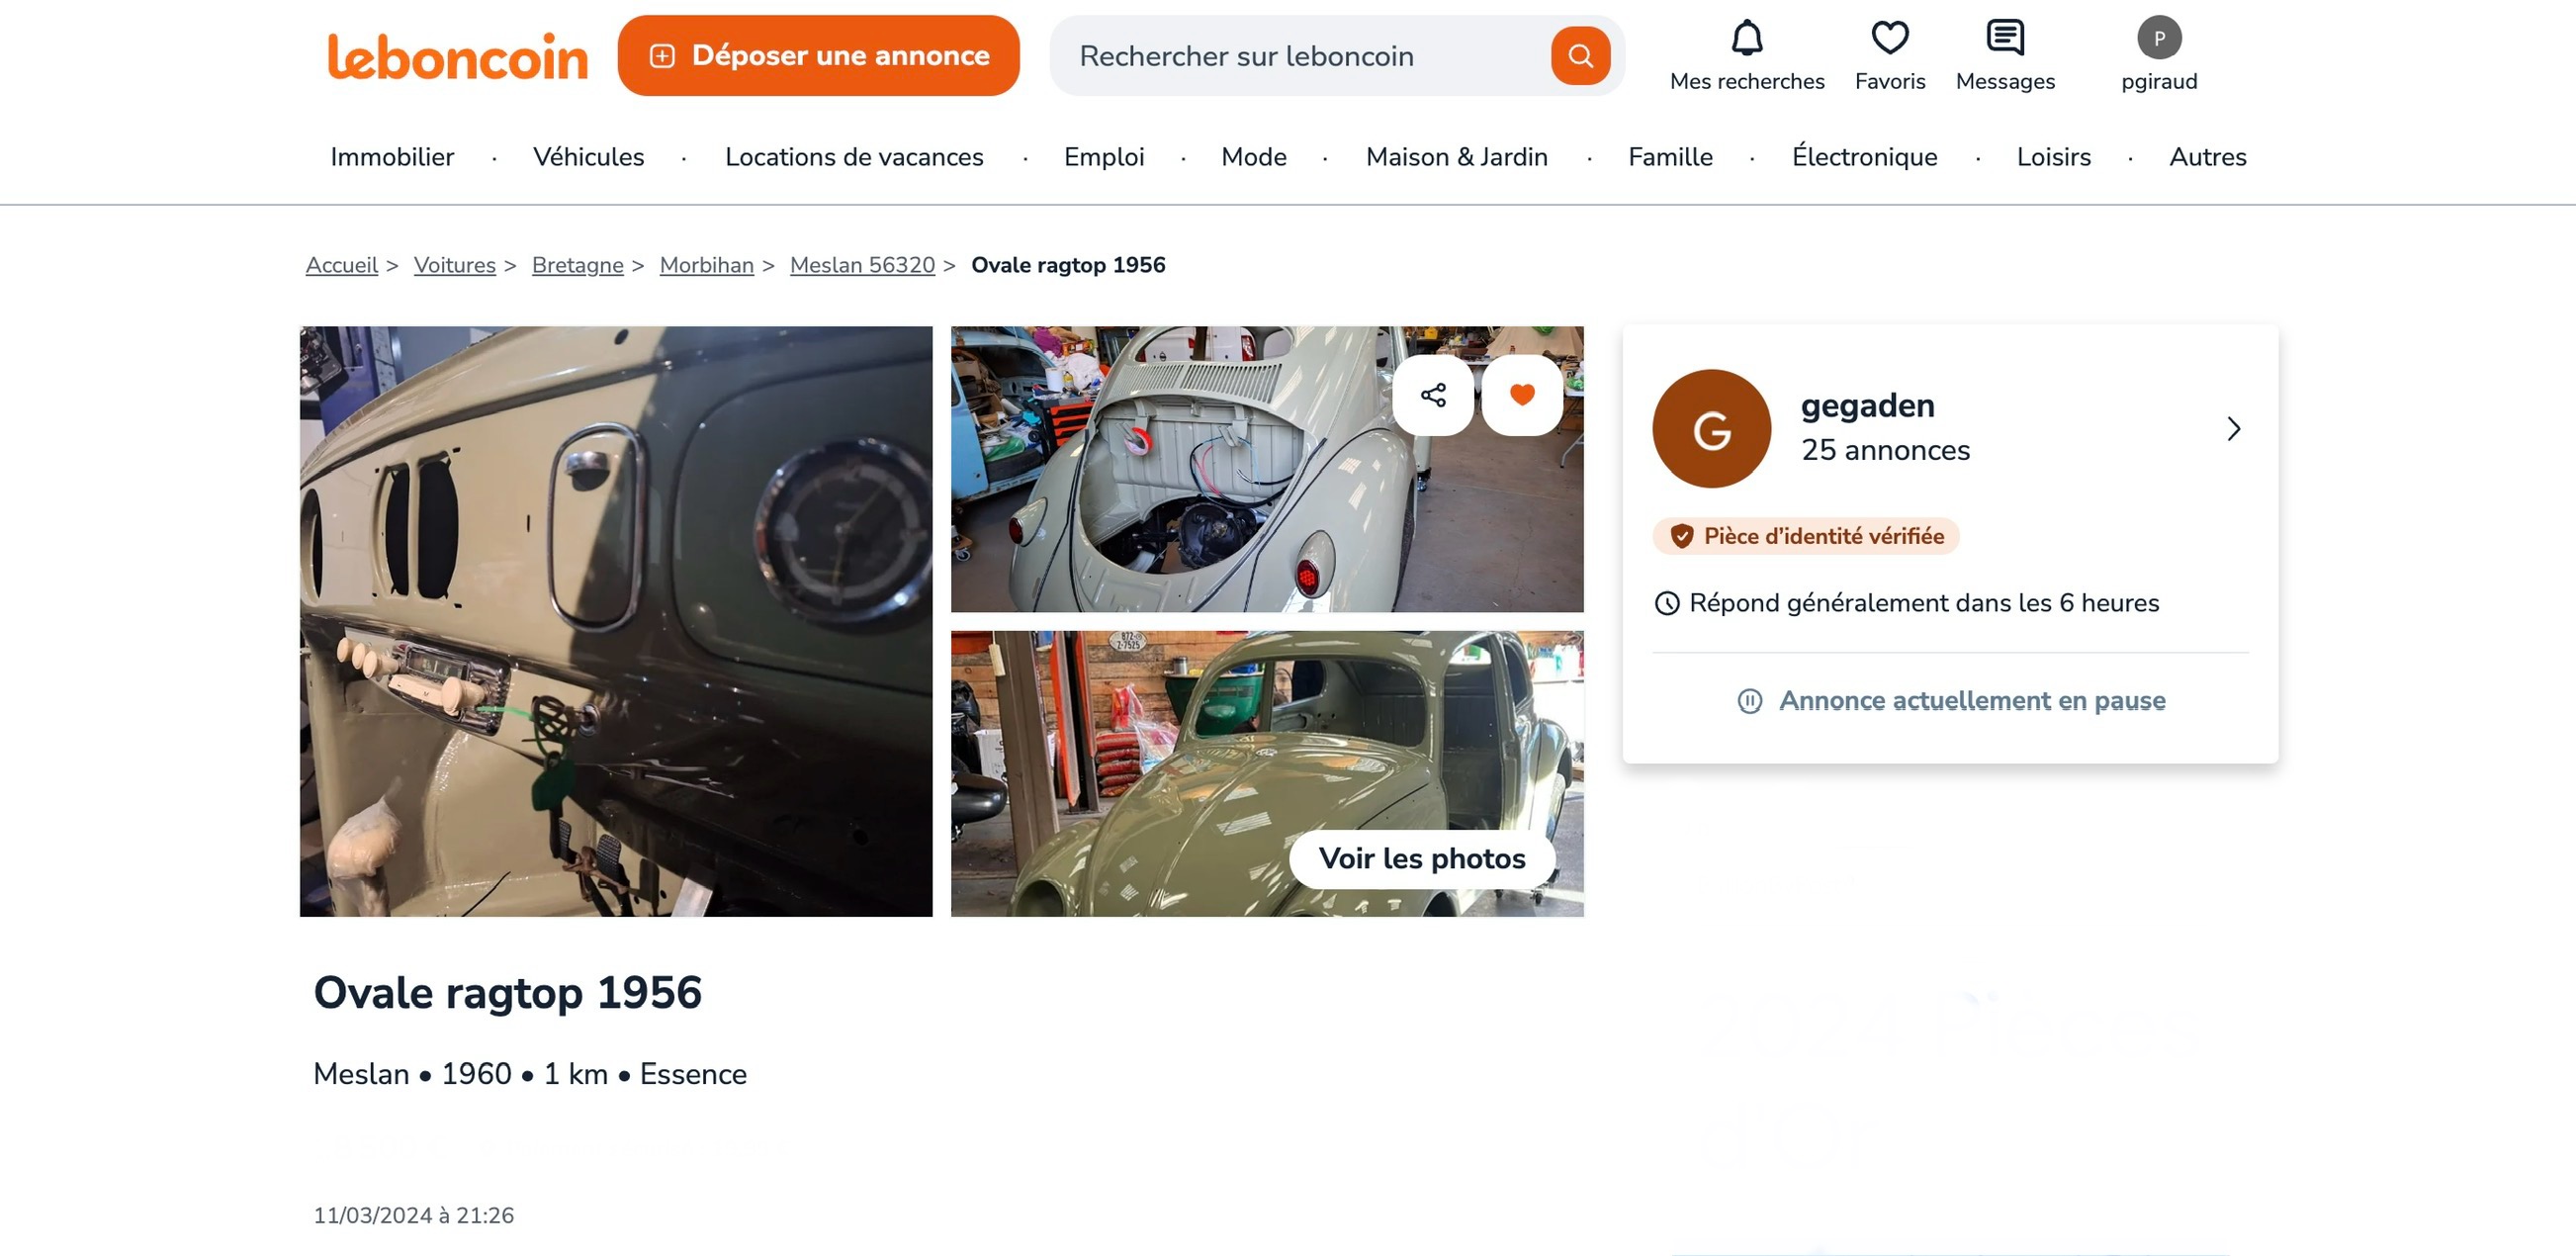 leboncoin
Déposer une annonce
Rechercher sur leboncoin
Mes recherches
Favoris
Messages
P
pgiraud
Immobilier · Véhicules · Locations de vacances · Emploi · Mode · Maison & Jardin · Famille · Électronique · Loisirs · Autres
Accueil > Voitures > Bretagne > Morbihan > Meslan 56320 > Ovale ragtop 1956
Voir les photos
G
gegaden
25 annonces
Pièce d’identité vérifiée
Répond généralement dans les 6 heures
Annonce actuellement en pause
Ovale ragtop 1956
Meslan • 1960 • 1 km • Essence
11/03/2024 à 21:26